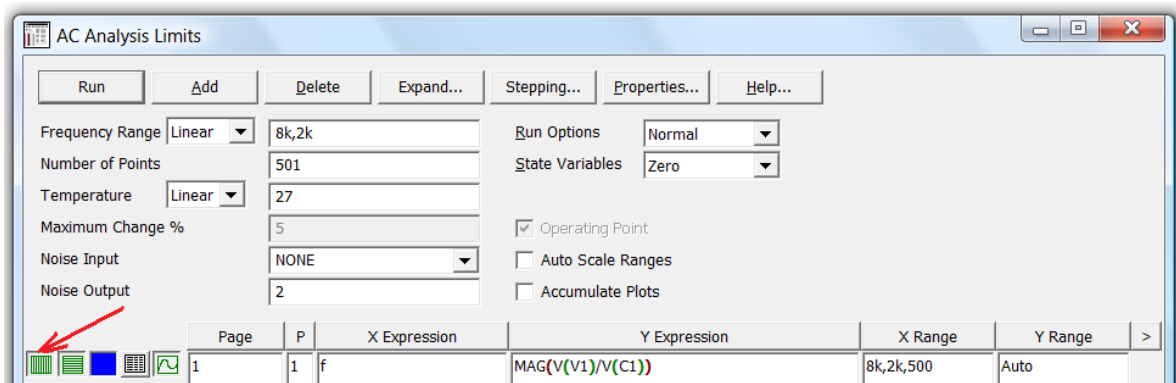 AC Analysis Limits
Run Add Delete Expand... Stepping... Properties... Help...
Frequency Range Linear 8k,2k Run Options Normal
Number of Points 501 State Variables Zero
Temperature Linear 27
Maximum Change % 5 Operating Point
Noise Input NONE Auto Scale Ranges
Noise Output 2 Accumulate Plots
Page P X Expression Y Expression X Range Y Range >
1 1 f MAG(V(V1)/V(C1)) 8k,2k,500 Auto